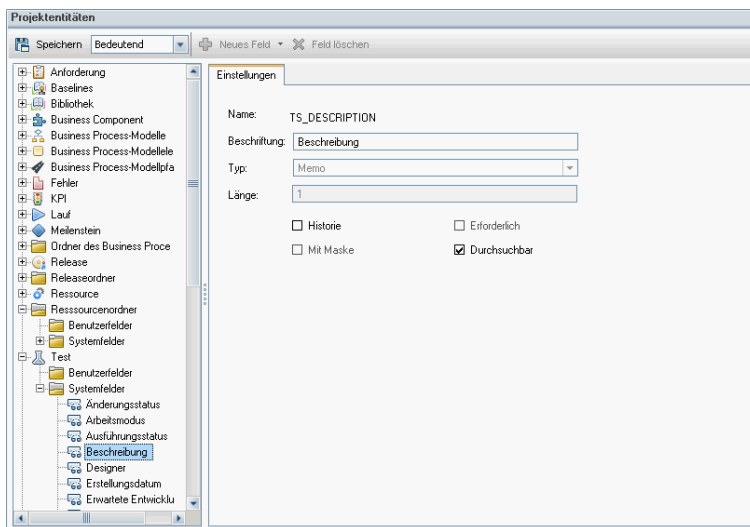 Projektentitäten
Speichern Bedeutend Neues Feld Feld löschen
Anforderung
Baselines
Bibliothek
Business Component
Business Process-Modelle
Business Process-Modellele
Business Process-Modellpfa
Fehler
KPI
Lauf
Meilenstein
Ordner des Business Proce
Release
Releaseordner
Ressource
Resssourcenordner
Benutzerfelder
Systemfelder
Test
Benutzerfelder
Systemfelder
Änderungsstatus
Arbeitsmodus
Ausführungsstatus
Beschreibung
Designer
Erstellungsdatum
Erwartete Entwicklu
Einstellungen
Name: TS_DESCRIPTION
Beschriftung: Beschreibung
Typ: Memo
Länge: 1
Historie Erforderlich
Mit Maske Durchsuchbar